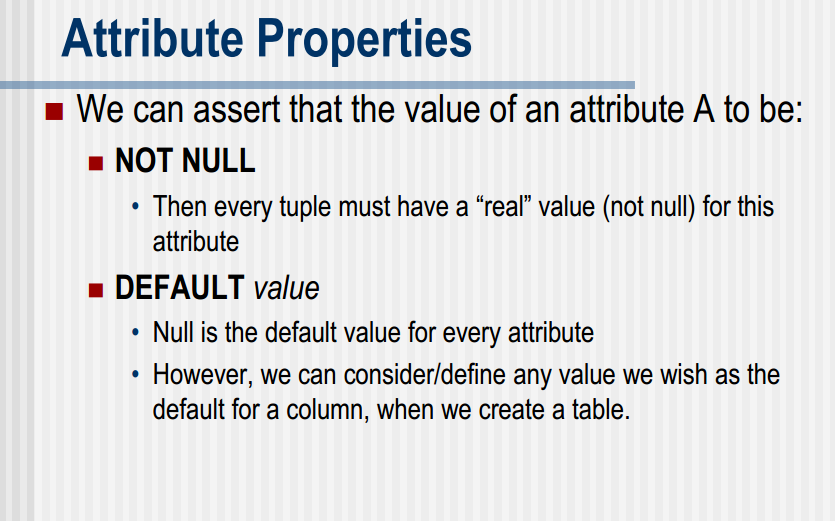 Attribute Properties
We can assert that the value of an attribute A to be:
NOT NULL
• Then every tuple must have a “real” value (not null) for this
attribute
DEFAULT value
• Null is the default value for every attribute
• However, we can consider/define any value we wish as the
default for a column, when we create a table.